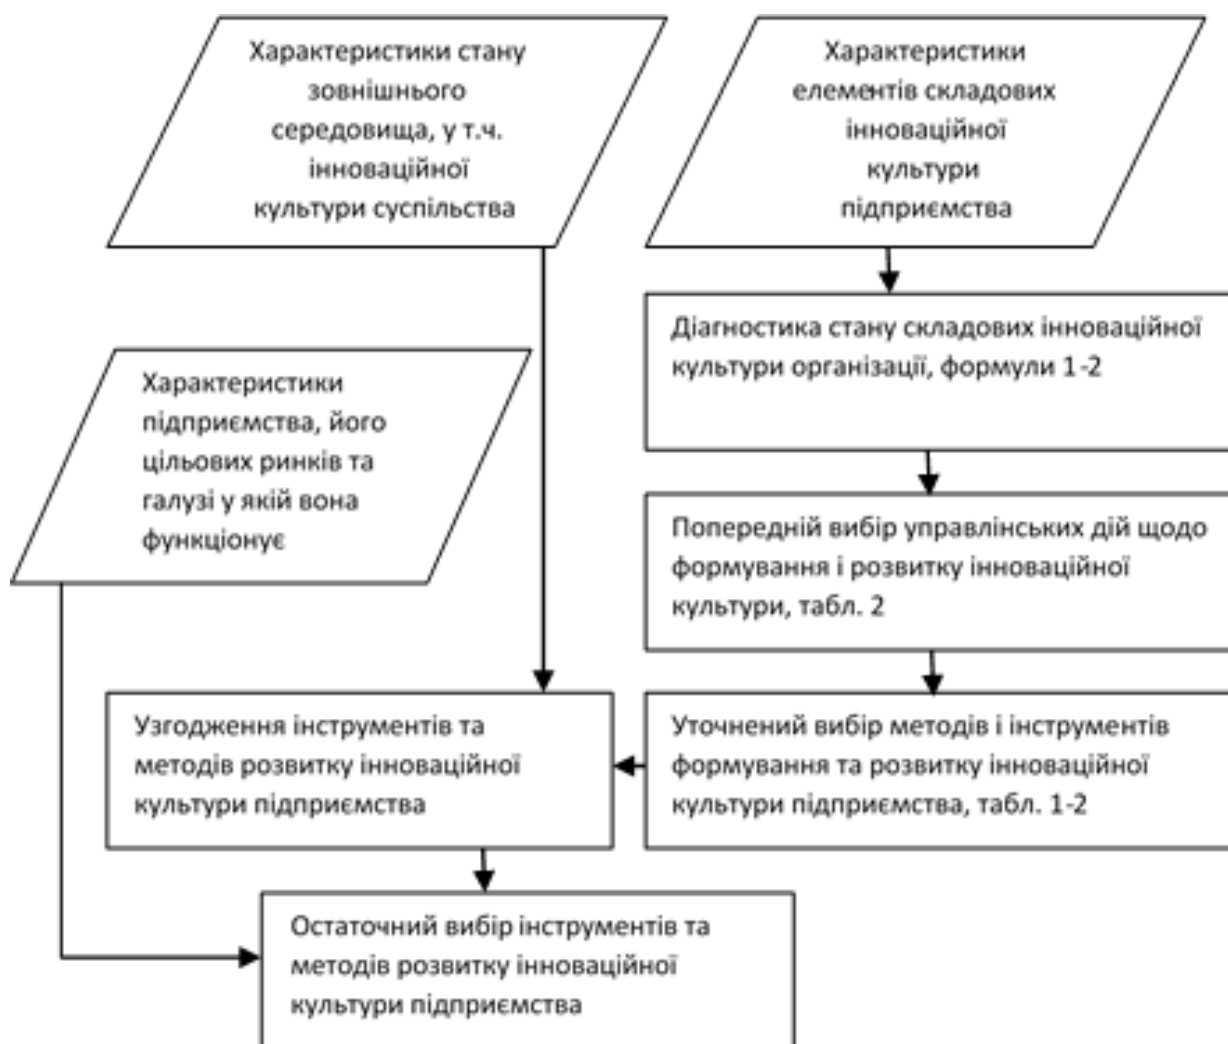 Характеристики стану
зовнішнього
середовища, у т.ч.
інноваційної
культури суспільства
Характеристики
елементів складових
інноваційної
культури
підприємства
Діагностика стану складових інноваційної
культури організації, формули 1-2
Характеристики
підприємства, його
цільових ринків та
галузі у якій вона
функціонує
Попередній вибір управлінських дій щодо
формування і розвитку інноваційної
культури, табл. 2
Узгодження інструментів та
методів розвитку інноваційної
культури підприємства
Уточнений вибір методів і інструментів
формування та розвитку інноваційної
культури підприємства, табл. 1-2
Остаточний вибір інструментів та
методів розвитку інноваційної
культури підприємства